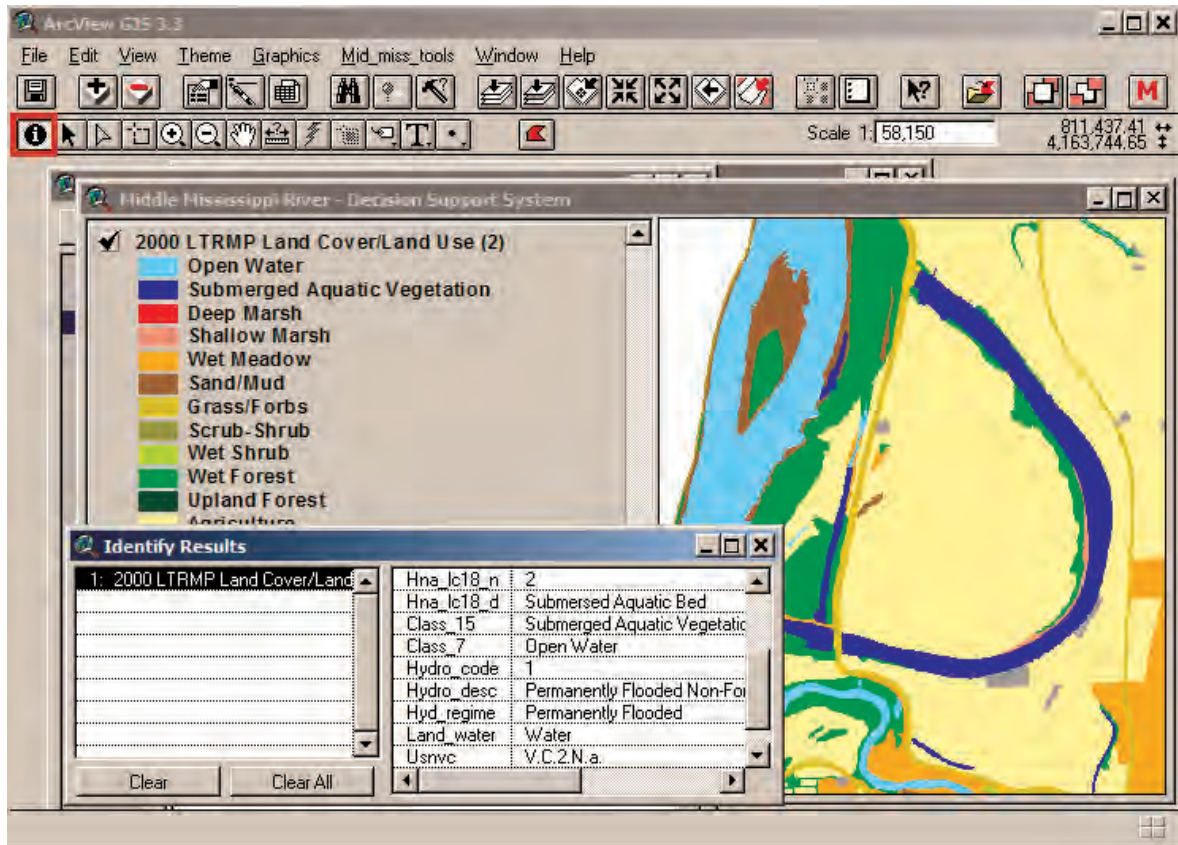 ArcView GIS 3.3
File Edit View Theme Graphics Mid_miss_tools Window Help
M
Scale 1: 58,150
811,437.41
4,163,744.65
Middle Mississippi River - Decision Support System
2000 LTRMP Land Cover/Land Use (2)
Open Water
Submerged Aquatic Vegetation
Deep Marsh
Shallow Marsh
Wet Meadow
Sand/Mud
Grass/Forbs
Scrub-Shrub
Wet Shrub
Wet Forest
Upland Forest
Agriculture
Identify Results
1: 2000 LTRMP Land Cover/Land
Hna_lc18_n 2
Hna_lc18_d Submersed Aquatic Bed
Class_15 Submerged Aquatic Vegetatic
Class_7 Open Water
Hydro_code 1
Hydro_desc Permanently Flooded Non-For
Hyd_regime Permanently Flooded
Land_water Water
Usnvc V.C.2.N.a.
Clear Clear All